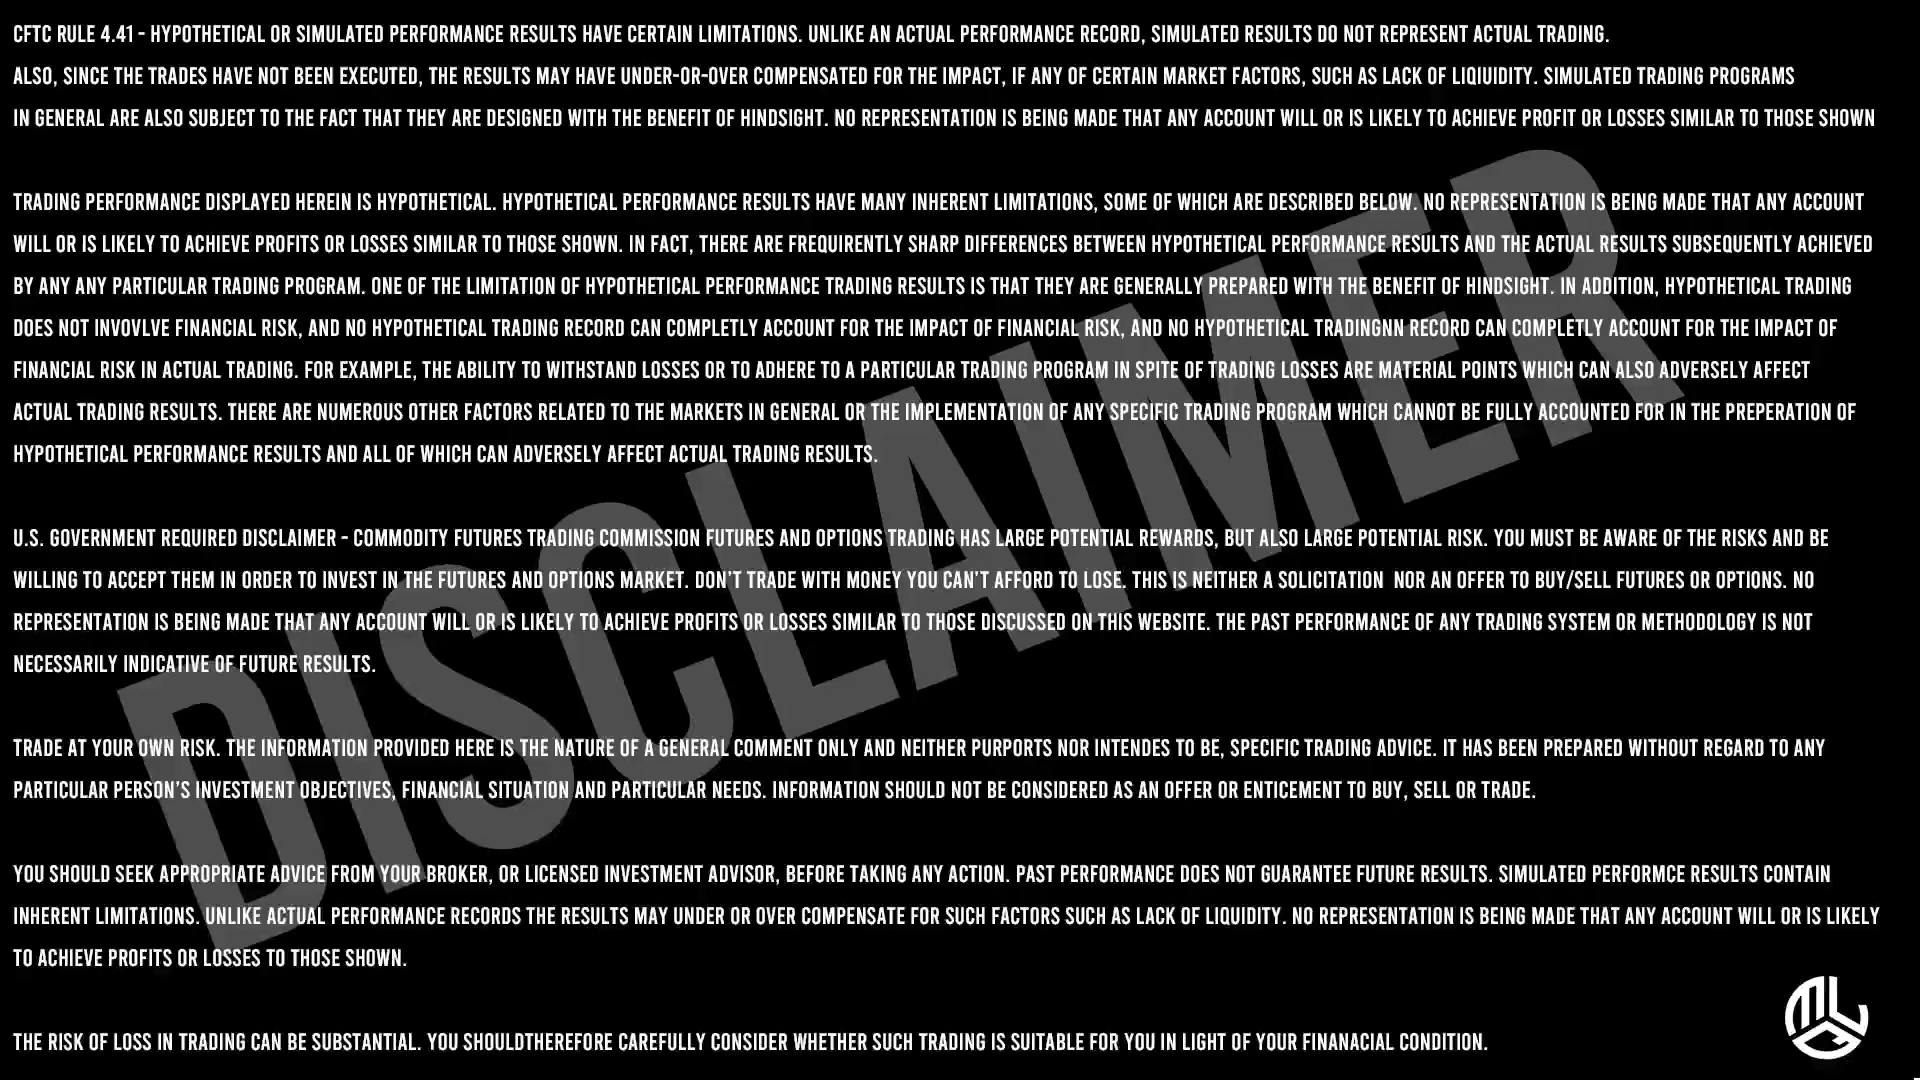 CFTC RULE 4.41 - HYPOTHETICAL OR SIMULATED PERFORMANCE RESULTS HAVE CERTAIN LIMITATIONS. UNLIKE AN ACTUAL PERFORMANCE RECORD, SIMULATED RESULTS DO NOT REPRESENT ACTUAL TRADING.
ALSO, SINCE THE TRADES HAVE NOT BEEN EXECUTED, THE RESULTS MAY HAVE UNDER-OR-OVER COMPENSATED FOR THE IMPACT, IF ANY OF CERTAIN MARKET FACTORS, SUCH AS LACK OF LIQIUIDITY. SIMULATED TRADING PROGRAMS
IN GENERAL ARE ALSO SUBJECT TO THE FACT THAT THEY ARE DESIGNED WITH THE BENEFIT OF HINDSIGHT. NO REPRESENTATION IS BEING MADE THAT ANY ACCOUNT WILL OR IS LIKELY TO ACHIEVE PROFIT OR LOSSES SIMILAR TO THOSE SHOWN
TRADING PERFORMANCE DISPLAYED HEREIN IS HYPOTHETICAL. HYPOTHETICAL PERFORMANCE RESULTS HAVE MANY INHERENT LIMITATIONS, SOME OF WHICH ARE DESCRIBED BELOW. NO REPRESENTATION IS BEING MADE THAT ANY ACCOUNT
WILL OR IS LIKELY TO ACHIEVE PROFITS OR LOSSES SIMILAR TO THOSE SHOWN. IN FACT, THERE ARE FREQUIRENTLY SHARP DIFFERENCES BETWEEN HYPOTHETICAL PERFORMANCE RESULTS AND THE ACTUAL RESULTS SUBSEQUENTLY ACHIEVED
BY ANY ANY PARTICULAR TRADING PROGRAM. ONE OF THE LIMITATION OF HYPOTHETICAL PERFORMANCE TRADING RESULTS IS THAT THEY ARE GENERALLY PREPARED WITH THE BENEFIT OF HINDSIGHT. IN ADDITION, HYPOTHETICAL TRADING
DOES NOT INVOVLVE FINANCIAL RISK, AND NO HYPOTHETICAL TRADING RECORD CAN COMPLETLY ACCOUNT FOR THE IMPACT OF FINANCIAL RISK, AND NO HYPOTHETICAL TRADINGNN RECORD CAN COMPLETLY ACCOUNT FOR THE IMPACT OF
FINANCIAL RISK IN ACTUAL TRADING. FOR EXAMPLE, THE ABILITY TO WITHSTAND LOSSES OR TO ADHERE TO A PARTICULAR TRADING PROGRAM IN SPITE OF TRADING LOSSES ARE MATERIAL POINTS WHICH CAN ALSO ADVERSELY AFFECT
ACTUAL TRADING RESULTS. THERE ARE NUMEROUS OTHER FACTORS RELATED TO THE MARKETS IN GENERAL OR THE IMPLEMENTATION OF ANY SPECIFIC TRADING PROGRAM WHICH CANNOT BE FULLY ACCOUNTED FOR IN THE PREPERATION OF
HYPOTHETICAL PERFORMANCE RESULTS AND ALL OF WHICH CAN ADVERSELY AFFECT ACTUAL TRADING RESULTS.
U.S. GOVERNMENT REQUIRED DISCLAIMER - COMMODITY FUTURES TRADING COMMISSION FUTURES AND OPTIONS TRADING HAS LARGE POTENTIAL REWARDS, BUT ALSO LARGE POTENTIAL RISK. YOU MUST BE AWARE OF THE RISKS AND BE
WILLING TO ACCEPT THEM IN ORDER TO INVEST IN THE FUTURES AND OPTIONS MARKET. DON'T TRADE WITH MONEY YOU CAN'T AFFORD TO LOSE. THIS IS NEITHER A SOLICITATION  NOR AN OFFER TO BUY/SELL FUTURES OR OPTIONS. NO
REPRESENTATION IS BEING MADE THAT ANY ACCOUNT WILL OR IS LIKELY TO ACHIEVE PROFITS OR LOSSES SIMILAR TO THOSE DISCUSSED ON THIS WEBSITE. THE PAST PERFORMANCE OF ANY TRADING SYSTEM OR METHODOLOGY IS NOT
NECESSARILY INDICATIVE OF FUTURE RESULTS.
TRADE AT YOUR OWN RISK. THE INFORMATION PROVIDED HERE IS THE NATURE OF A GENERAL COMMENT ONLY AND NEITHER PURPORTS NOR INTENDES TO BE, SPECIFIC TRADING ADVICE. IT HAS BEEN PREPARED WITHOUT REGARD TO ANY
PARTICULAR PERSON'S INVESTMENT OBJECTIVES, FINANCIAL SITUATION AND PARTICULAR NEEDS. INFORMATION SHOULD NOT BE CONSIDERED AS AN OFFER OR ENTICEMENT TO BUY, SELL OR TRADE.
YOU SHOULD SEEK APPROPRIATE ADVICE FROM YOUR BROKER, OR LICENSED INVESTMENT ADVISOR, BEFORE TAKING ANY ACTION. PAST PERFORMANCE DOES NOT GUARANTEE FUTURE RESULTS. SIMULATED PERFORMCE RESULTS CONTAIN
INHERENT LIMITATIONS. UNLIKE ACTUAL PERFORMANCE RECORDS THE RESULTS MAY UNDER OR OVER COMPENSATE FOR SUCH FACTORS SUCH AS LACK OF LIQUIDITY. NO REPRESENTATION IS BEING MADE THAT ANY ACCOUNT WILL OR IS LIKELY
TO ACHIEVE PROFITS OR LOSSES TO THOSE SHOWN.
THE RISK OF LOSS IN TRADING CAN BE SUBSTANTIAL. YOU SHOULDTHEREFORE CAREFULLY CONSIDER WHETHER SUCH TRADING IS SUITABLE FOR YOU IN LIGHT OF YOUR FINANACIAL CONDITION.
DISCLAIMER